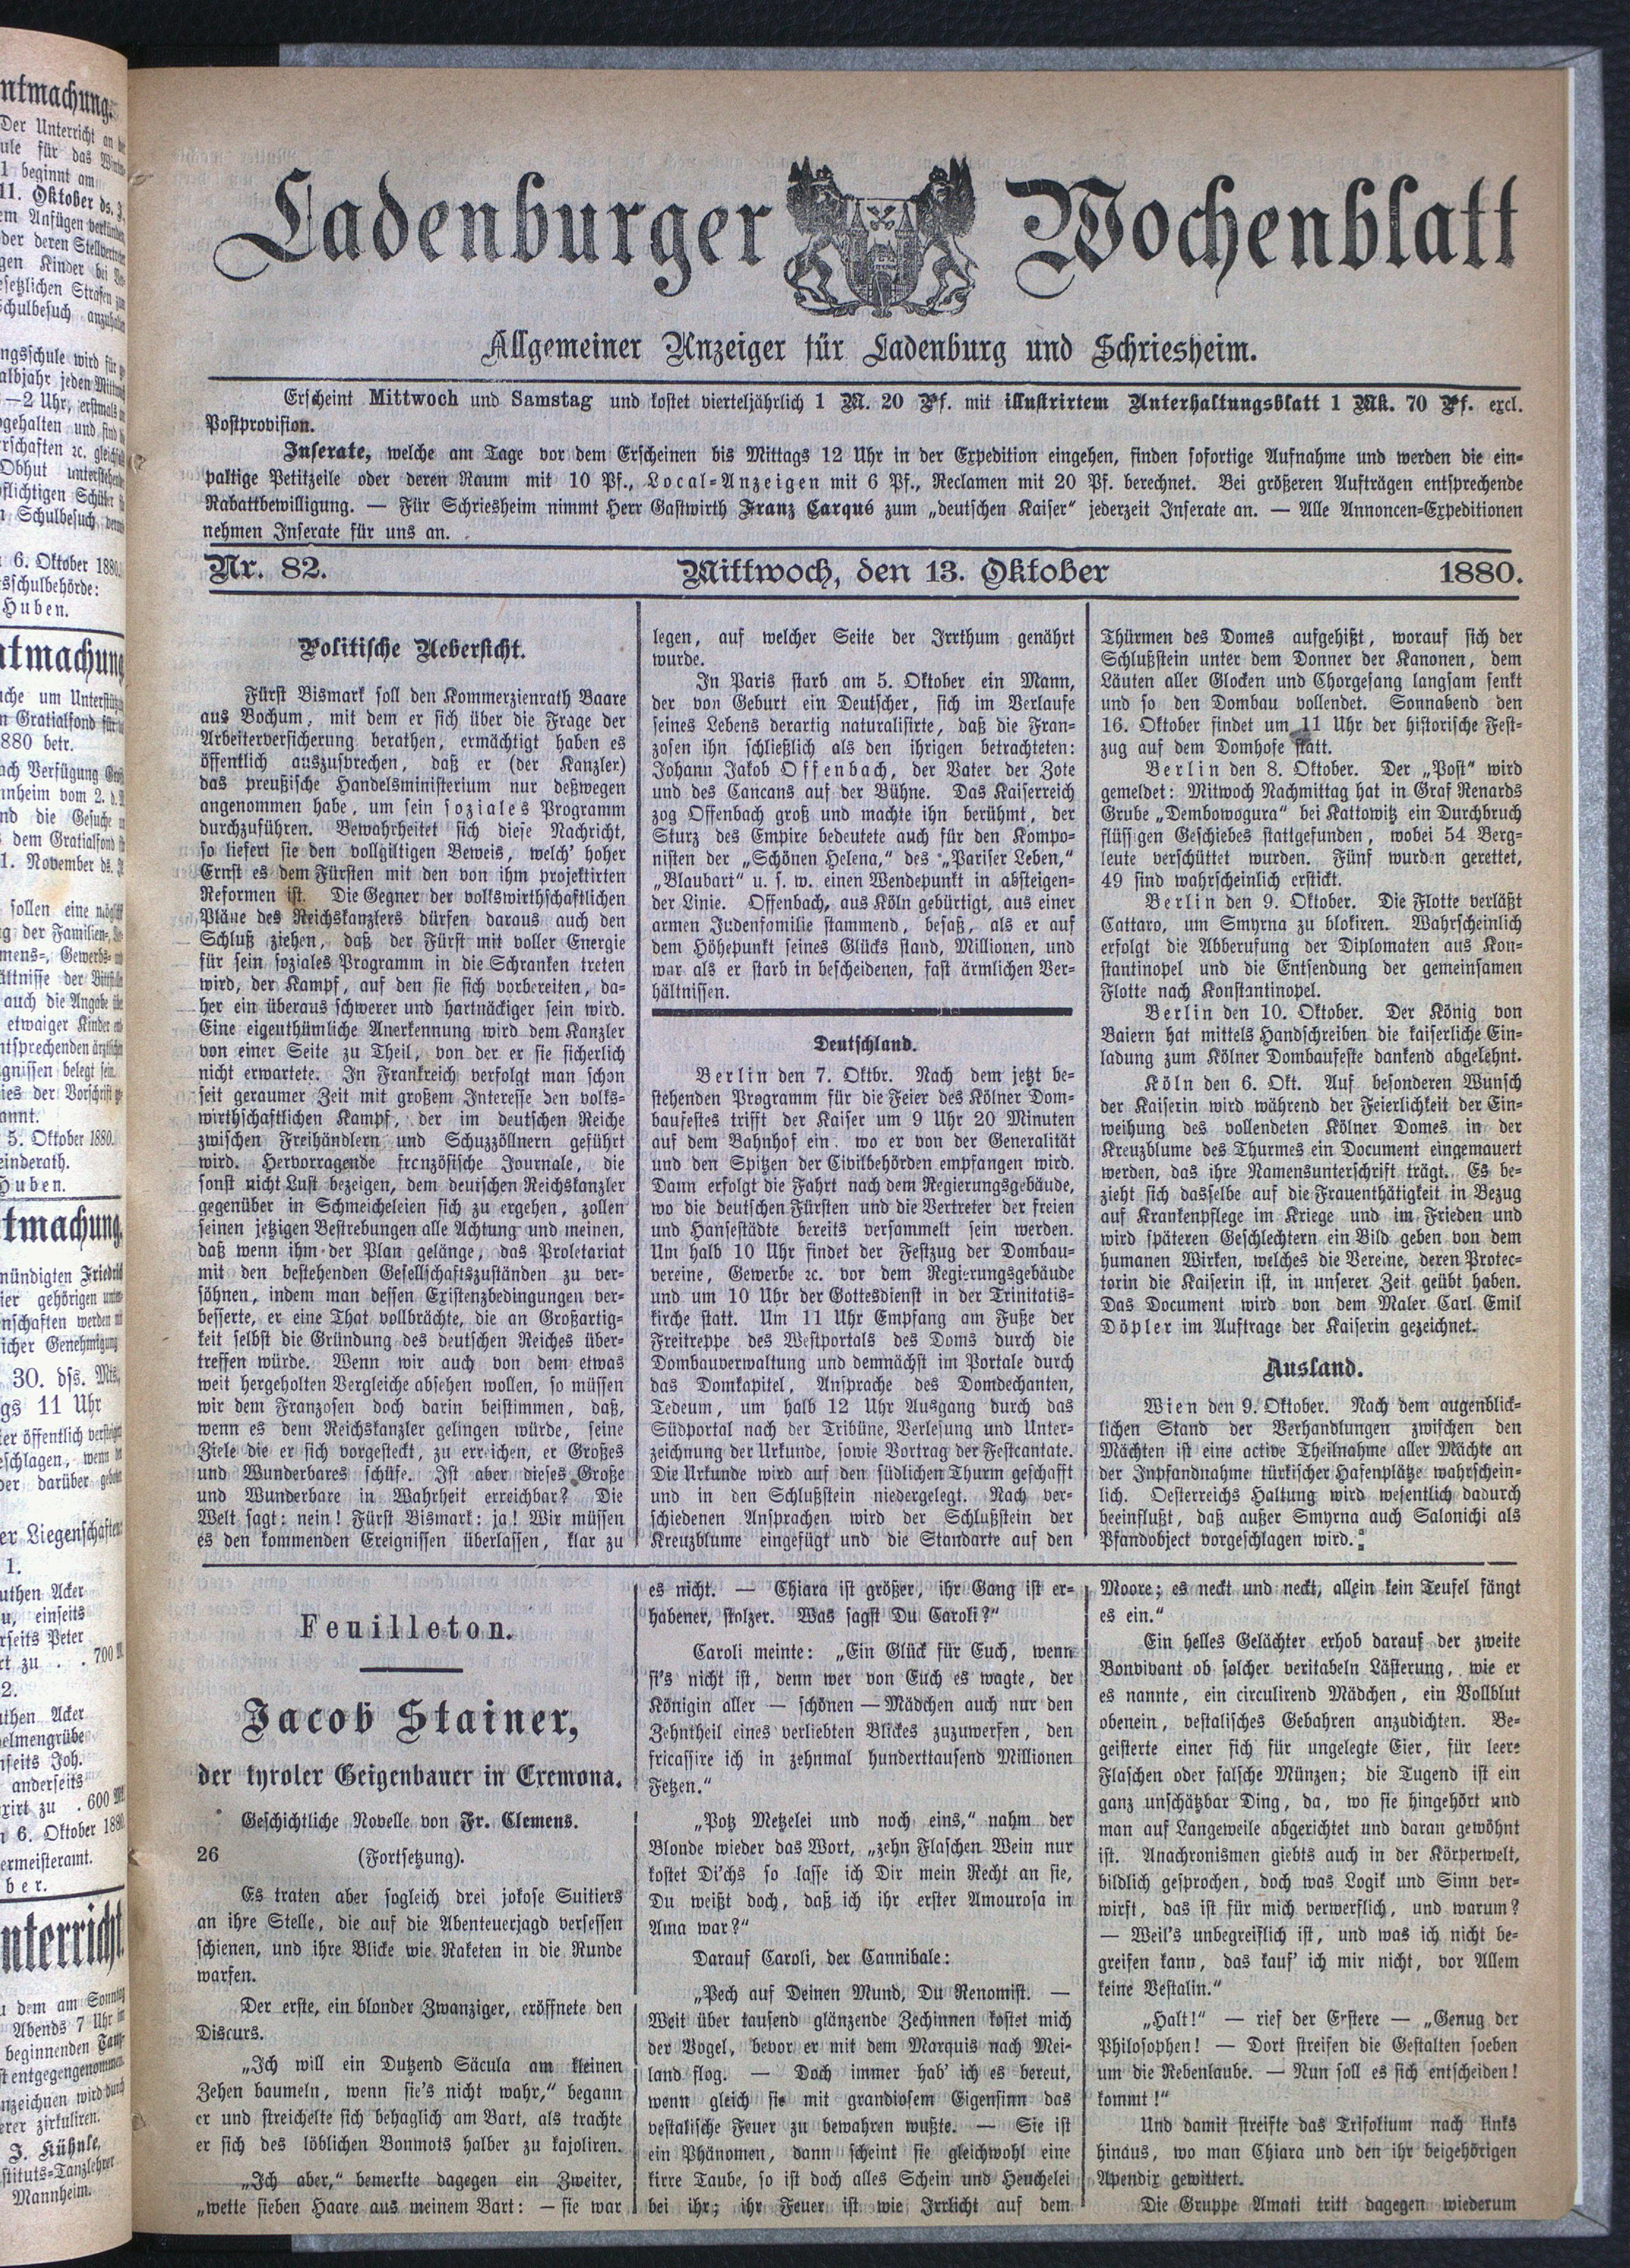 Ladenburger Wochenblatt
Allgemeiner Anzeiger für Ladenburg und Schriesheim.
Erscheint Mittwoch und Samstag und kostet vierteljährlich 1 M. 20 Pf. mit illustrirtem Unterhaltungsblatt 1 Mk. 70 Pf. excl.
Postprovision.
Inserate, welche am Tage vor dem Erscheinen bis Mittags 12 Uhr in der Expedition eingehen, finden sofortige Aufnahme und werden die ein-
paltige Petitzeile oder deren Raum mit 10 Pf., Local-Anzeigen mit 6 Pf., Reclamen mit 20 Pf. berechnet. Bei größeren Aufträgen entsprechende
Rabattbewilligung. — Für Schriesheim nimmt Herr Gastwirth Franz Carqué zum „deutschen Kaiser“ jederzeit Inserate an. — Alle Annoncen-Expeditionen
nehmen Inserate für uns an.
Nr. 82. Mittwoch, den 13. Oktober 1880.
Politische Uebersicht.
Fürst Bismark soll den Kommerzienrath Baare
aus Bochum, mit dem er sich über die Frage der
Arbeiterversicherung berathen, ermächtigt haben es
öffentlich auszusprechen, daß er (der Kanzler)
das preußische Handelsministerium nur deßwegen
angenommen habe, um sein soziales Programm
durchzuführen. Bewahrheitet sich diese Nachricht,
so liefert sie den vollgiltigen Beweis, welch' hoher
Ernst es dem Fürsten mit den von ihm projektirten
Reformen ist. Die Gegner der volkswirthschaftlichen
Pläne des Reichskanzlers dürfen daraus auch den
Schluß ziehen, daß der Fürst mit voller Energie
für sein soziales Programm in die Schranken treten
wird, der Kampf, auf den sie sich vorbereiten, da-
her ein überaus schwerer und hartnäckiger sein wird.
Eine eigenthümliche Anerkennung wird dem Kanzler
von einer Seite zu Theil, von der er sie sicherlich
nicht erwartete. In Frankreich verfolgt man schon
seit geraumer Zeit mit großem Interesse den volks-
wirthschaftlichen Kampf, der im deutschen Reiche
zwischen Freihändlern und Schuzzöllnern geführt
wird. Hervorragende frcnzösische Journale, die
sonst nicht Lust bezeigen, dem deutschen Reichskanzler
gegenüber in Schmeicheleien sich zu ergehen, zollen
seinen jetzigen Bestrebungen alle Achtung und meinen,
daß wenn ihm der Plan gelänge, das Proletariat
mit den bestehenden Gesellschaftszuständen zu ver-
söhnen, indem man dessen Existenzbedingungen ver-
besserte, er eine That vollbrächte, die an Großartig-
keit selbst die Gründung des deutschen Reiches über-
treffen würde. Wenn wir auch von dem etwas
weit hergeholten Vergleiche absehen wollen, so müssen
wir dem Franzosen doch darin beistimmen, daß,
wenn es dem Reichskanzler gelingen würde, seine
Ziele die er sich vorgesteckt, zu erreichen, er Großes
und Wunderbares schüfe. Ist aber dieses Große
und Wunderbare in Wahrheit erreichbar? Die
Welt sagt: nein! Fürst Bismark: ja! Wir müssen
es den kommenden Ereignissen überlassen, klar zu
legen, auf welcher Seite der Irrthum genährt
wurde.
In Paris starb am 5. Oktober ein Mann,
der von Geburt ein Deutscher, sich im Verlaufe
seines Lebens derartig naturalisirte, daß die Fran-
zosen ihn schließlich als den ihrigen betrachteten:
Johann Jakob Offenbach, der Vater der Zote
und des Cancans auf der Bühne. Das Kaiserreich
zog Offenbach groß und machte ihn berühmt, der
Sturz des Empire bedeutete auch für den Kompo-
nisten der „Schönen Helena,“ des „Pariser Leben,“
„Blaubart“ u. s. w. einen Wendepunkt in absteigen-
der Linie. Offenbach, aus Köln gebürtigt, aus einer
armen Judenfamilie stammend, besaß, als er auf
dem Höhepunkt seines Glücks stand, Millionen, und
war als er starb in bescheidenen, fast ärmlichen Ver-
hältnissen.
Deutschland.
Berlin den 7. Oktbr. Nach dem jetzt be-
stehenden Programm für die Feier des Kölner Dom-
baufestes trifft der Kaiser um 9 Uhr 20 Minuten
auf dem Bahnhof ein. wo er von der Generalität
und den Spitzen der Civilbehörden empfangen wird.
Dann erfolgt die Fahrt nach dem Regierungsgebäude,
wo die deutschen Fürsten und die Vertreter der freien
und Hansestädte bereits versammelt sein werden.
Um halb 10 Uhr findet der Festzug der Dombau-
vereine, Gewerbe ꝛc. vor dem Regierungsgebäude
und um 10 Uhr der Gottesdienst in der Trinitatis-
kirche statt. Um 11 Uhr Empfang am Fuße der
Freitreppe des Westportals des Doms durch die
Dombauverwaltung und demnächst im Portale durch
das Domkapitel, Ansprache des Domdechanten,
Tedeum, um halb 12 Uhr Ausgang durch das
Südportal nach der Tribüne, Verlesung und Unter-
zeichnung der Urkunde, sowie Vortrag der Festcantate.
Die Urkunde wird auf den südlichen Thurm geschafft
und in den Schlußstein niedergelegt. Nach ver-
schiedenen Ansprachen wird der Schlußstein der
Kreuzblume eingefügt und die Standarte auf den
Thürmen des Domes aufgehißt, worauf sich der
Schlußstein unter dem Donner der Kanonen, dem
Läuten aller Glocken und Chorgesang langsam senkt
und so den Dombau vollendet. Sonnabend den
16. Oktober findet um 11 Uhr der historische Fest-
zug auf dem Domhofe statt.
Berlin den 8. Oktober. Der „Post“ wird
gemeldet: Mitwoch Nachmittag hat in Graf Renards
Grube „Dembowogura“ bei Kattowitz ein Durchbruch
flüssigen Geschiebes stattgefunden, wobei 54 Berg-
leute verschüttet wurden. Fünf wurden gerettet,
49 sind wahrscheinlich erstickt.
Berlin den 9. Oktober. Die Flotte verläßt
Cattaro, um Smyrna zu blokiren. Wahrscheinlich
erfolgt die Abberufung der Diplomaten aus Kon-
stantinopel und die Entsendung der gemeinsamen
Flotte nach Konstantinopel.
Berlin den 10. Oktober. Der König von
Baiern hat mittels Handschreiben die kaiserliche Ein-
ladung zum Kölner Dombaufeste dankend abgelehnt.
Köln den 6. Okt. Auf besonderen Wunsch
der Kaiserin wird während der Feierlichkeit der Ein-
weihung des vollendeten Kölner Domes in der
Kreuzblume des Thurmes ein Document eingemauert
werden, das ihre Namensunterschrift trägt. Es be-
zieht sich dasselbe auf die Frauenthätigkeit in Bezug
auf Krankenpflege im Kriege und im Frieden und
wird späteren Geschlechtern ein Bild geben von dem
humanen Wirken, welches die Vereine, deren Protec-
torin die Kaiserin ist, in unserer Zeit geübt haben.
Das Document wird von dem Maler Carl Emil
Döpler im Auftrage der Kaiserin gezeichnet.
Ausland.
Wien den 9. Oktober. Nach dem augenblick-
lichen Stand der Verhandlungen zwischen den
Mächten ist eine active Theilnahme aller Mächte an
der Inpfandnahme türkischer Hafenplätze wahrschein-
lich. Oesterreichs Haltung wird wesentlich dadurch
beeinflußt, daß außer Smyrna auch Salonichi als
Pfandobject vorgeschlagen wird.
Feuilleton.
Jacob Stainer,
der tyroler Geigenbauer in Cremona.
Geschichtliche Novelle von Fr. Clemens.
26 (Fortsetzung).
Es traten aber sogleich drei jokose Suitiers
an ihre Stelle, die auf die Abenteuerjagd versessen
schienen, und ihre Blicke wie Raketen in die Runde
warfen.
Der erste, ein blonder Zwanziger, eröffnete den
Discurs.
„Ich will ein Dutzend Säcula am kleinen
Zehen baumeln, wenn sie's nicht wahr,“ begann
er und streichelte sich behaglich am Bart, als trachte
er sich des löblichen Bonmots halber zu kajoliren.
„Ich aber,“ bemerkte dagegen ein Zweiter,
„wette sieben Haare aus meinem Bart: — sie war
es nicht. — Chiara ist größer, ihr Gang ist er-
habener, stolzer. Was sagst Du Caroli?“
Caroli meinte: „Ein Glück für Euch, wenn
si's nicht ist, denn wer von Euch es wagte, der
Königin aller — schönen — Mädchen auch nur den
Zehntheil eines verliebten Blickes zuzuwerfen, den
fricassire ich in zehnmal hunderttausend Millionen
Fetzen.“
„Potz Metzelei und noch eins,“ nahm der
Blonde wieder das Wort, „zehn Flaschen Wein nur
kostet Di'chs so lasse ich Dir mein Recht an sie,
Du weißt doch, daß ich ihr erster Amourosa in
Ama war?“
Darauf Caroli, der Cannibale:
„Pech auf Deinen Mund, Du Renomist. —
Weit über tausend glänzende Zechinnen kostet mich
der Vogel, bevor er mit dem Marquis nach Mei-
land flog. — Doch immer hab' ich es bereut,
wenn gleich sie mit grandiosem Eigensinn das
vestalische Feuer zu bewahren wußte. — Sie ist
ein Phänomen, dann scheint sie gleichwohl eine
kirre Taube, so ist doch alles Schein und Heuchelei
bei ihr; ihr Feuer ist wie Irrlicht auf dem
Moore; es neckt und neckt, allein kein Teufel fängt
es ein.“
Ein helles Gelächter erhob darauf der zweite
Bonvivant ob solcher veritabeln Lästerung, wie er
es nannte, ein circulirend Mädchen, ein Vollblut
obenein, vestalisches Gebahren anzudichten. Be-
geisterte einer sich für ungelegte Eier, für leere
Flaschen oder falsche Münzen; die Tugend ist ein
ganz unschätzbar Ding, da, wo sie hingehört und
man auf Langeweile abgerichtet und daran gewöhnt
ist. Anachronismen giebts auch in der Körperwelt,
bildlich gesprochen, doch was Logik und Sinn ver-
wirft, das ist für mich verwerflich, und warum?
— Weil's unbegreiflich ist, und was ich nicht be-
greifen kann, das kauf' ich mir nicht, vor Allem
keine Vestalin.“
„Halt!“ — rief der Erstere — „Genug der
Philosophen! — Dort streifen die Gestalten soeben
um die Rebenlaube. — Nun soll es sich entscheiden!
kommt!“
Und damit streifte das Trifolium nach links
hinaus, wo man Chiara und den ihr beigehörigen
Apendix gewittert.
Die Gruppe Amati tritt dagegen wiederum